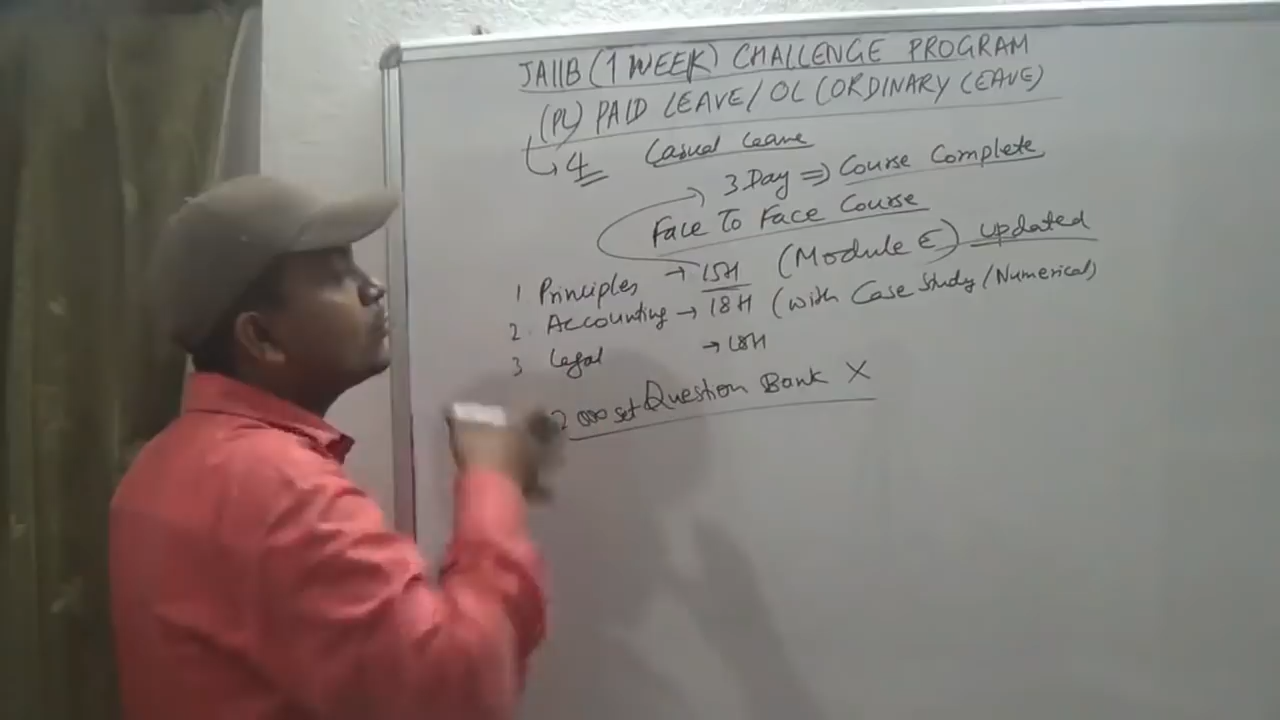 JAIIB (1 WEEK) CHALLENGE PROGRAM
(PL) PAID LEAVE/OL (ORDINARY LEAVE)
4 Casual leave
3 Day ⇒ Course Complete
Face To Face Course
1 Principles → 15H (Module E) updated
2. Accounting → 18H (with Case Study/Numerical)
3 Legal → 18H
2000 set Question Bank X